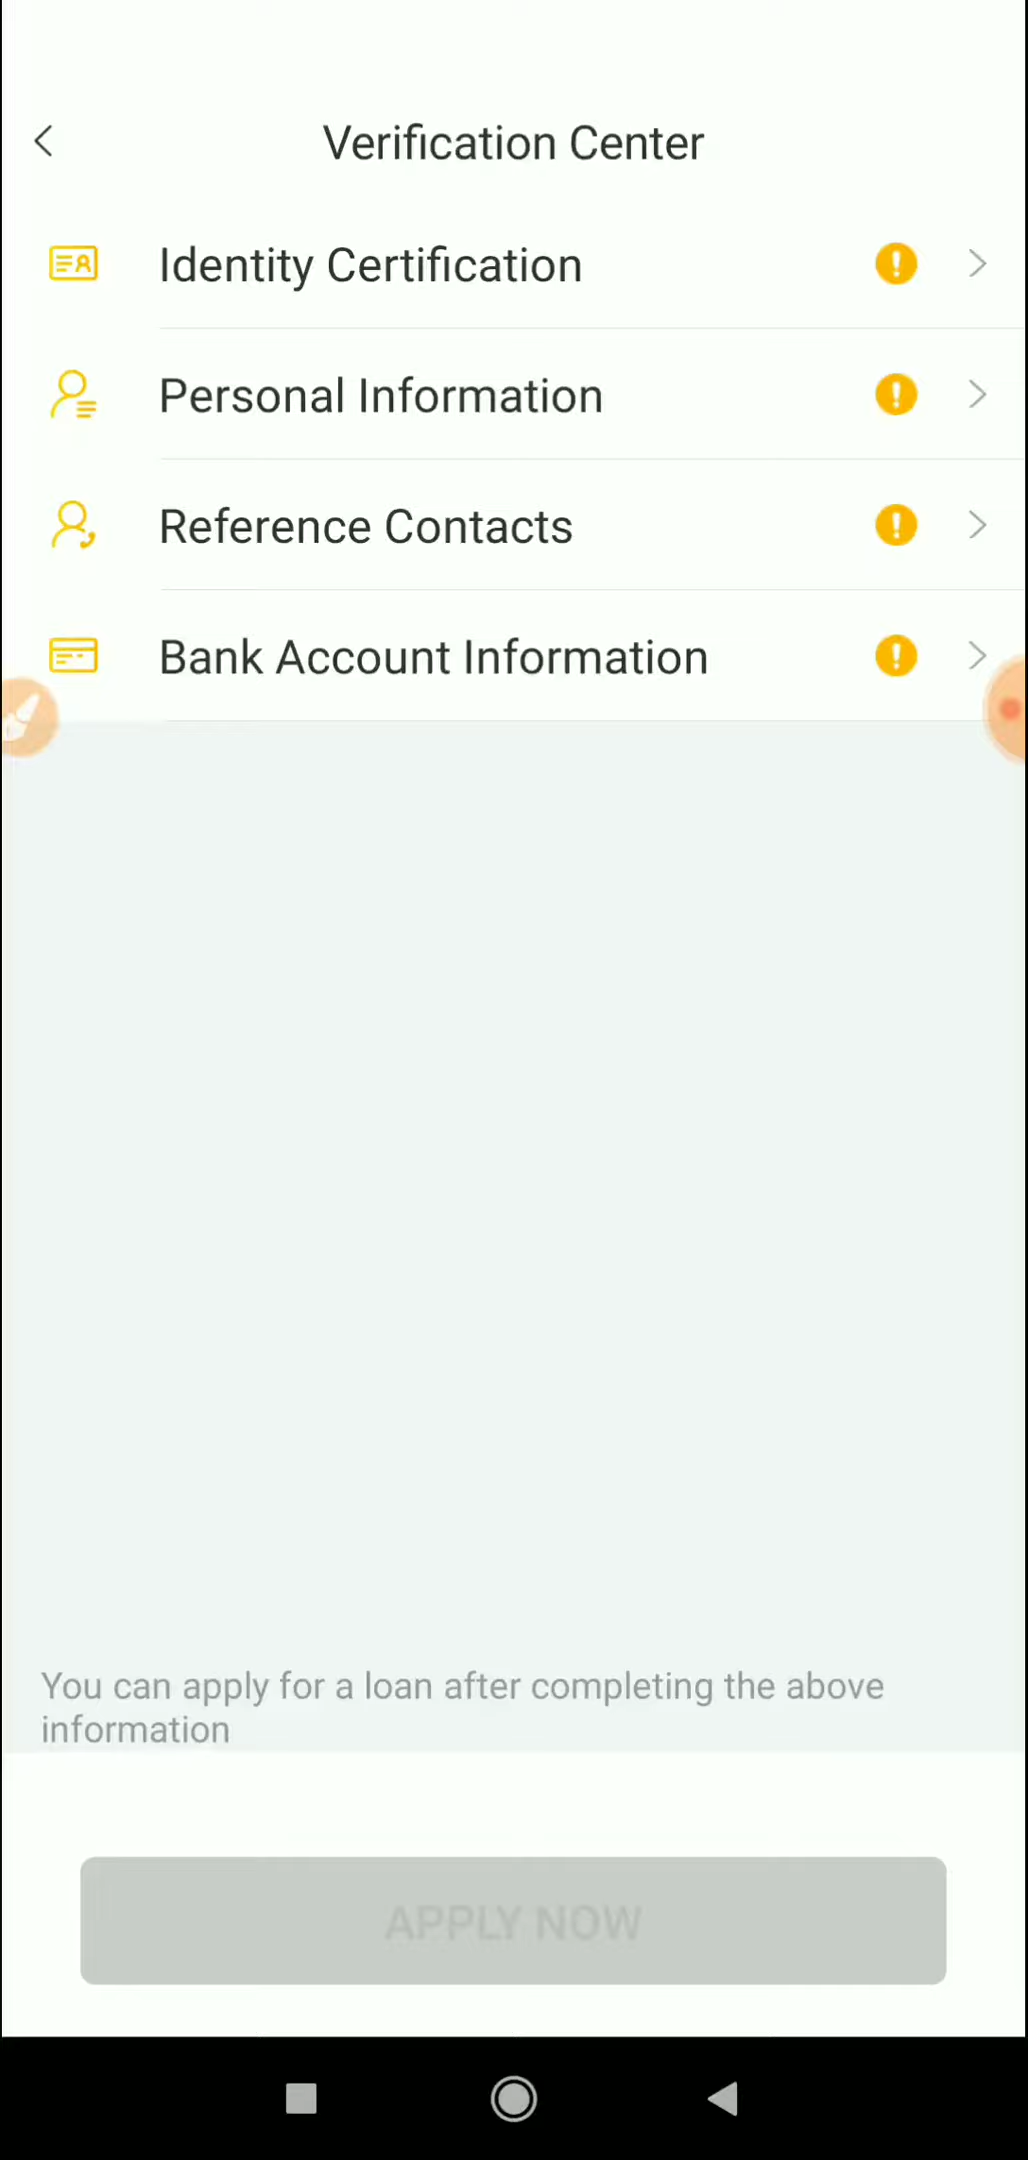 Verification Center
Identity Certification
Personal Information
Reference Contacts
Bank Account Information
You can apply for a loan after completing the above
information
APPLY NOW